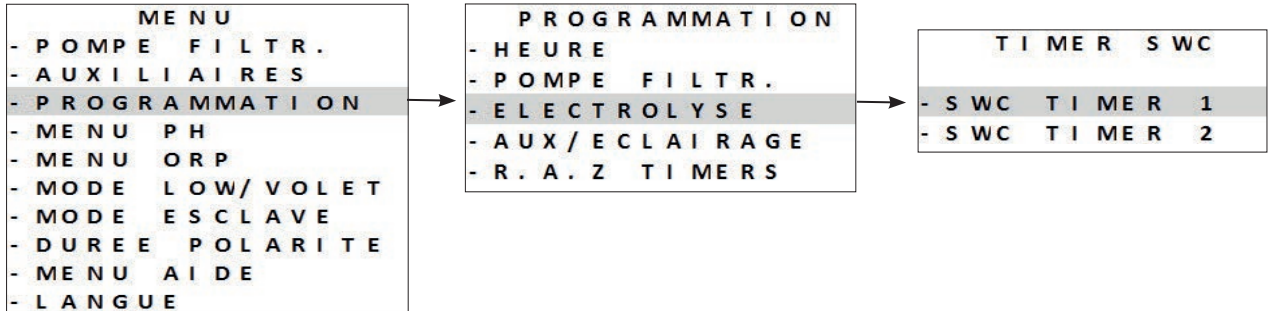 MENU
- POMPE FILTR.
- AUXILIAIRES
- PROGRAMMATION
- MENU PH
- MENU ORP
- MODE LOW/VOLET
- MODE ESCLAVE
- DUREE POLARITE
- MENU AIDE
- LANGUE
PROGRAMMATION
- HEURE
- POMPE FILTR.
- ELECTROLYSE
- AUX/ECLAIRAGE
- R.A.Z TIMERS
TIMER SWC
- SWC TIMER 1
- SWC TIMER 2